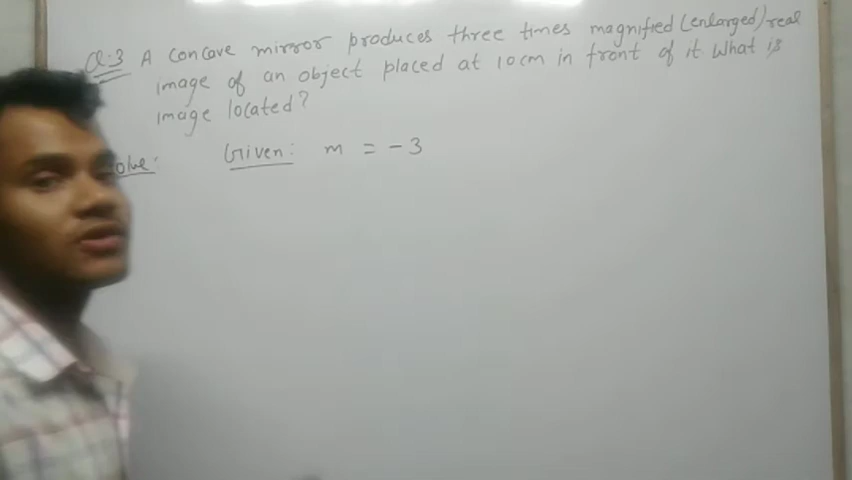 Q.3 A concave mirror produces three times magnified (enlarged) real
image of an object placed at 10cm in front of it. What is
image located?
Given: m = -3